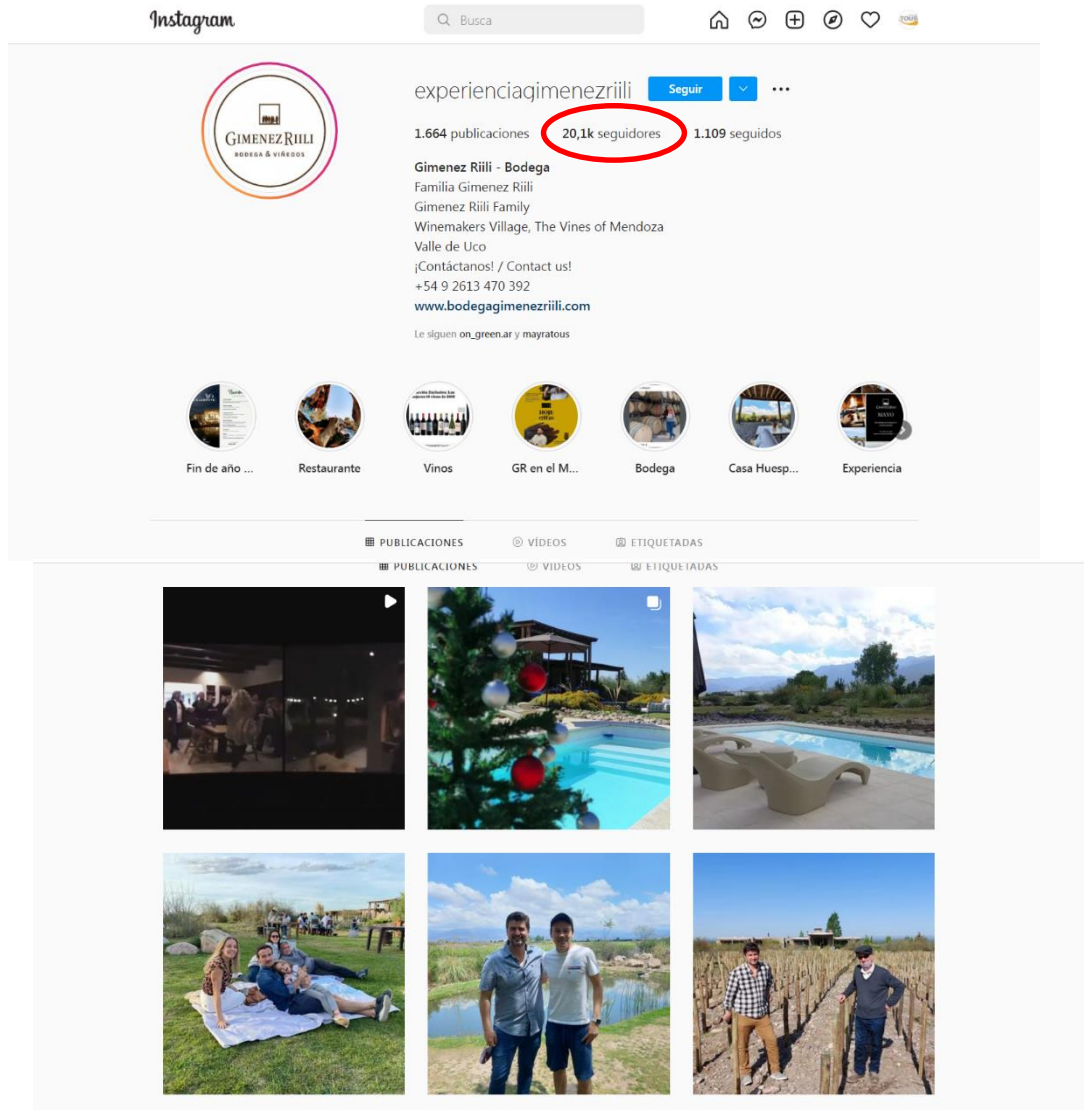 Instagram
Busca
experienciagimenezriili Seguir
1.664 publicaciones 20,1k seguidores 1.109 seguidos
GIMENEZ RIILI
BODEGA & VIÑEDOS
Gimenez Riili - Bodega
Familia Gimenez Riili
Gimenez Riili Family
Winemakers Village, The Vines of Mendoza
Valle de Uco
¡Contáctanos! / Contact us!
+54 9 2613 470 392
www.bodegagimenezriili.com
Le siguen on_green.ar y mayratous
Fin de año ... Restaurante Vinos GR en el M... Bodega Casa Huesp... Experiencia
PUBLICACIONES VÍDEOS ETIQUETADAS
PUBLICACIONES VÍDEOS ETIQUETADAS